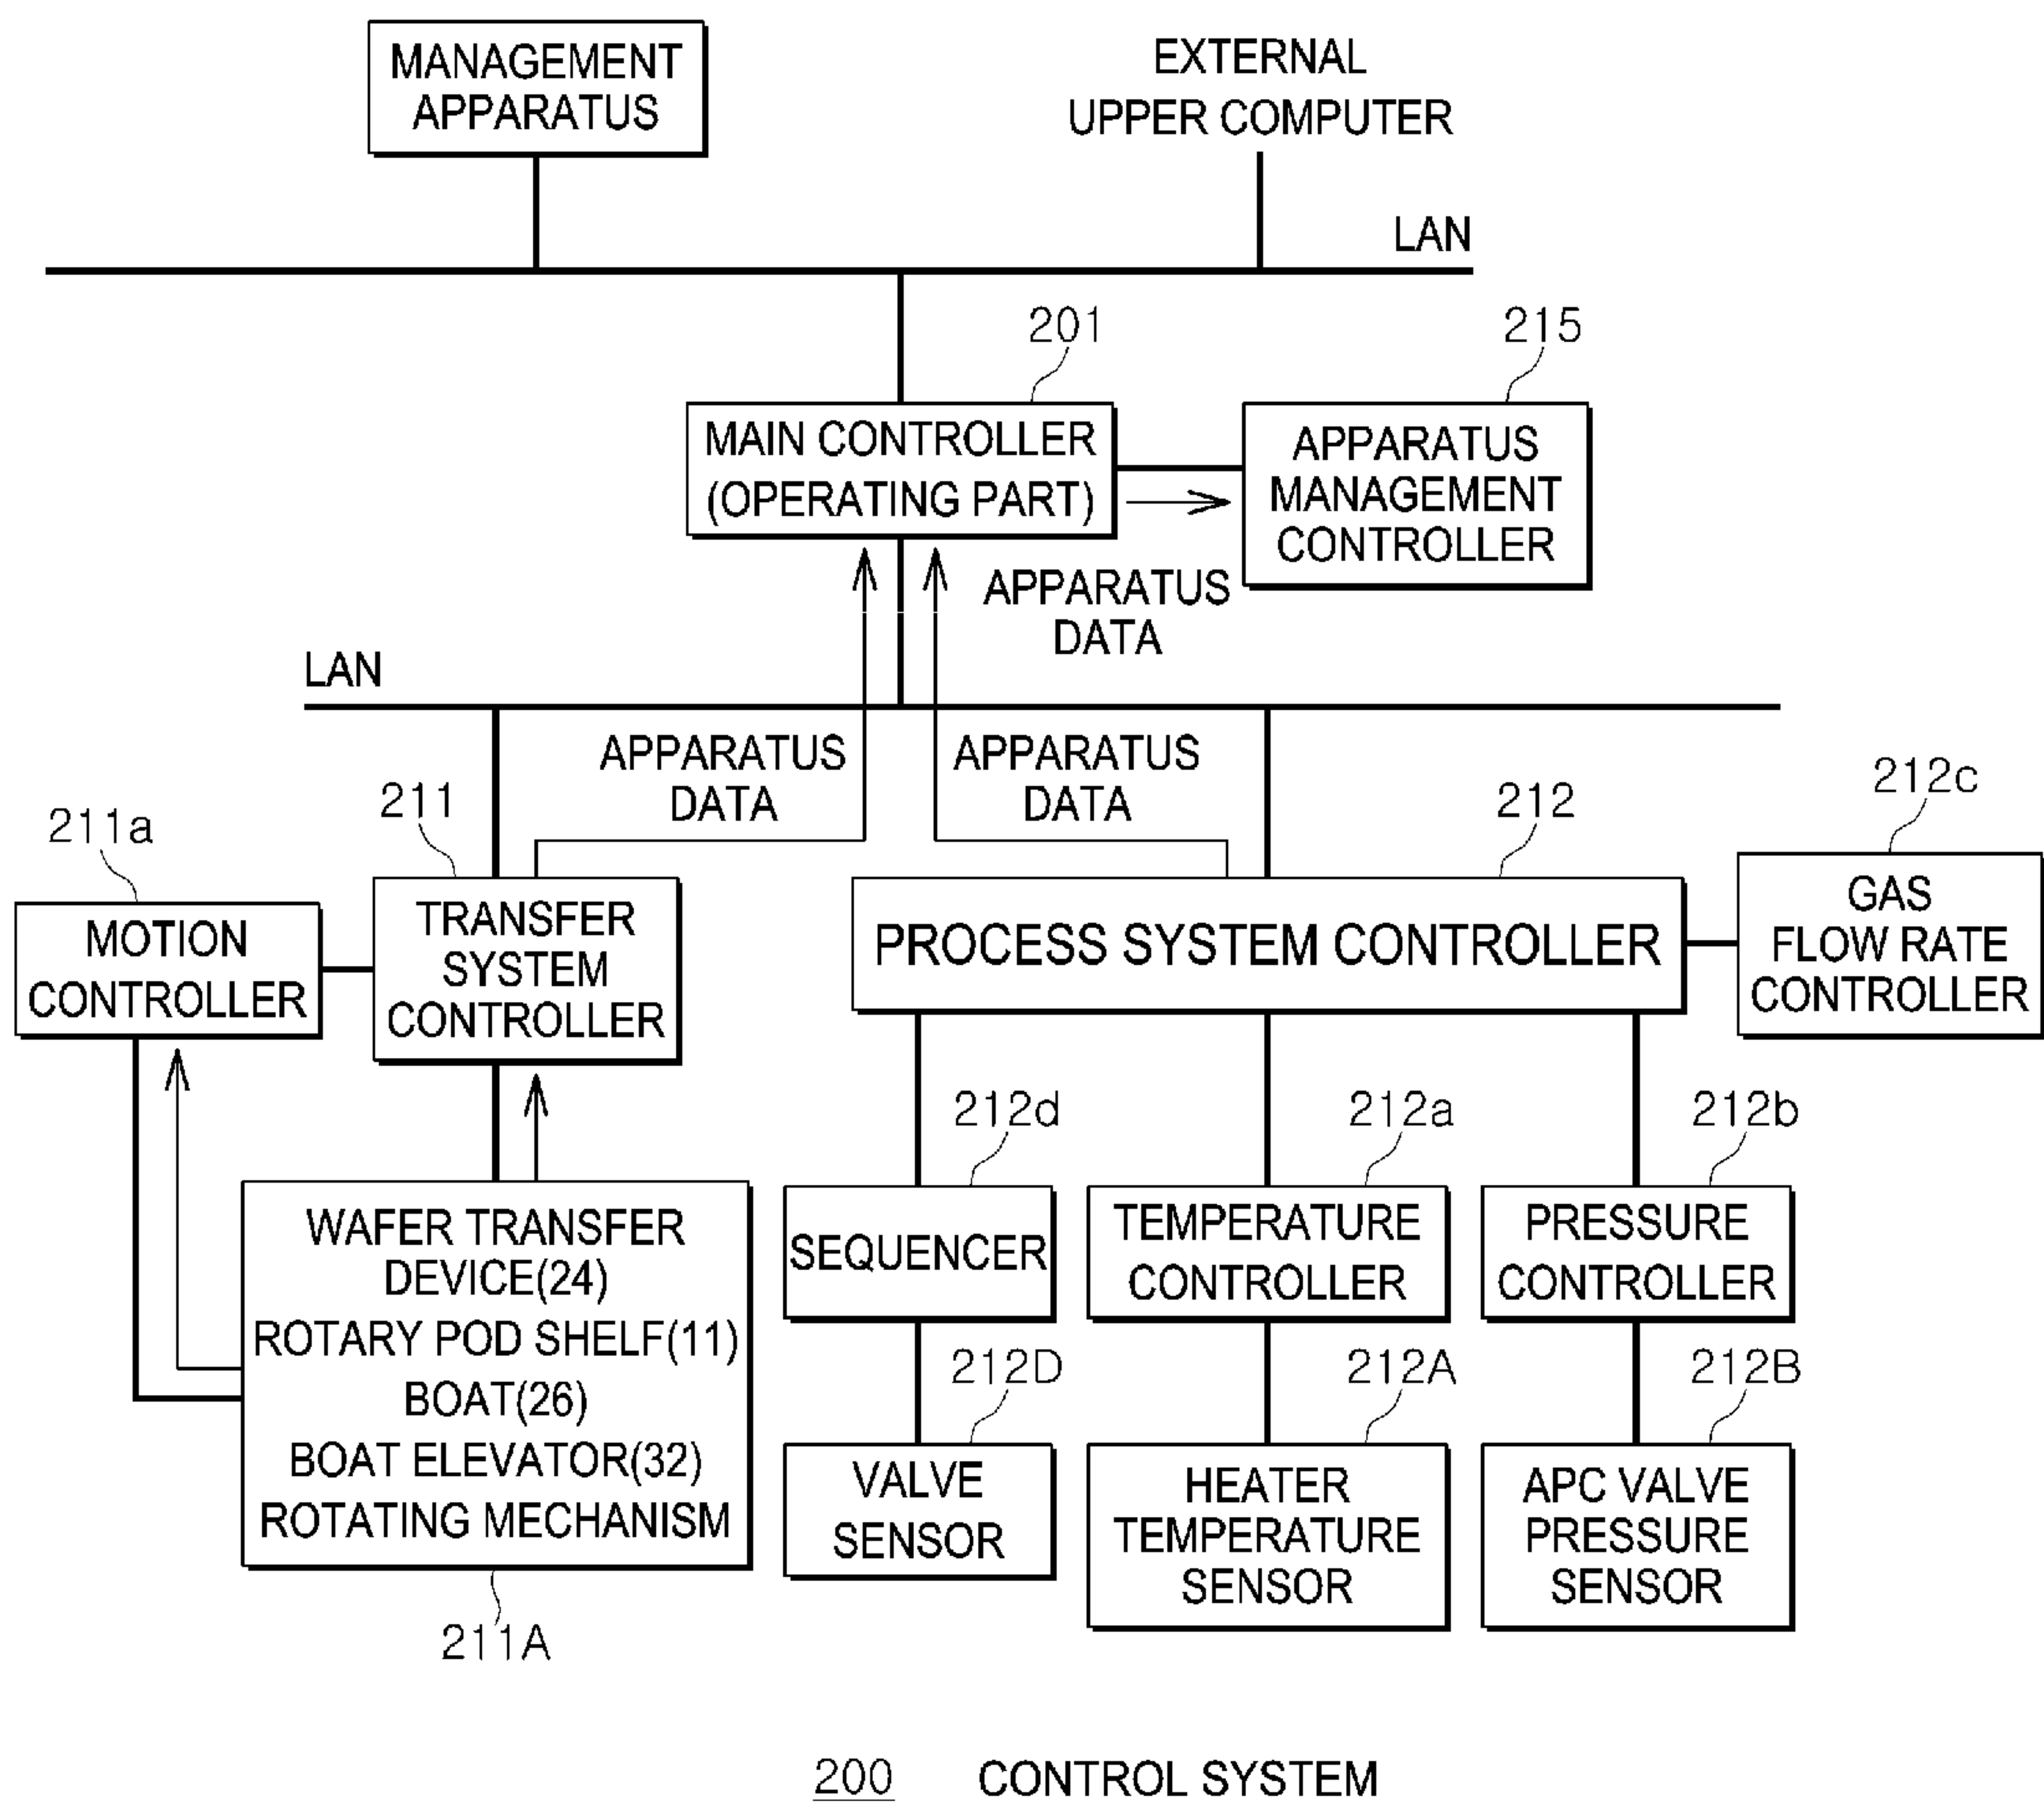 MANAGEMENT
APPARATUS
EXTERNAL
UPPER COMPUTER
LAN
201
215
MAIN CONTROLLER
(OPERATING PART)
APPARATUS
MANAGEMENT
CONTROLLER
APPARATUS
DATA
LAN
APPARATUS
DATA
APPARATUS
DATA
211a
211
212
212c
MOTION
CONTROLLER
TRANSFER
SYSTEM
CONTROLLER
PROCESS SYSTEM CONTROLLER
GAS
FLOW RATE
CONTROLLER
212d
212a
212b
WAFER TRANSFER
DEVICE(24)
ROTARY POD SHELF(11)
BOAT(26)
BOAT ELEVATOR(32)
ROTATING MECHANISM
211A
SEQUENCER
TEMPERATURE
CONTROLLER
PRESSURE
CONTROLLER
212D
212A
212B
VALVE
SENSOR
HEATER
TEMPERATURE
SENSOR
APC VALVE
PRESSURE
SENSOR
200 CONTROL SYSTEM